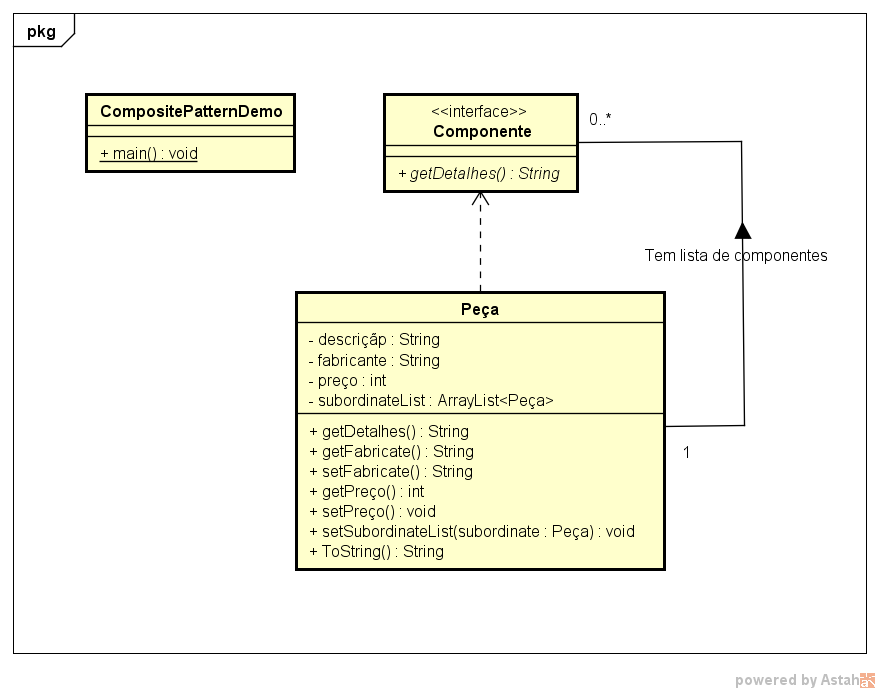 pkg
CompositePatternDemo
+ main() : void
<<interface>>
Componente
+ getDetalhes() : String
0..*
Tem lista de componentes
Peça
- descriçãp : String
- fabricante : String
- preço : int
- subordinateList : ArrayList<Peça>
+ getDetalhes() : String
+ getFabricate() : String
+ setFabricate() : String
+ getPreço() : int
+ setPreço() : void
+ setSubordinateList(subordinate : Peça) : void
+ ToString() : String
1
powered by Astah